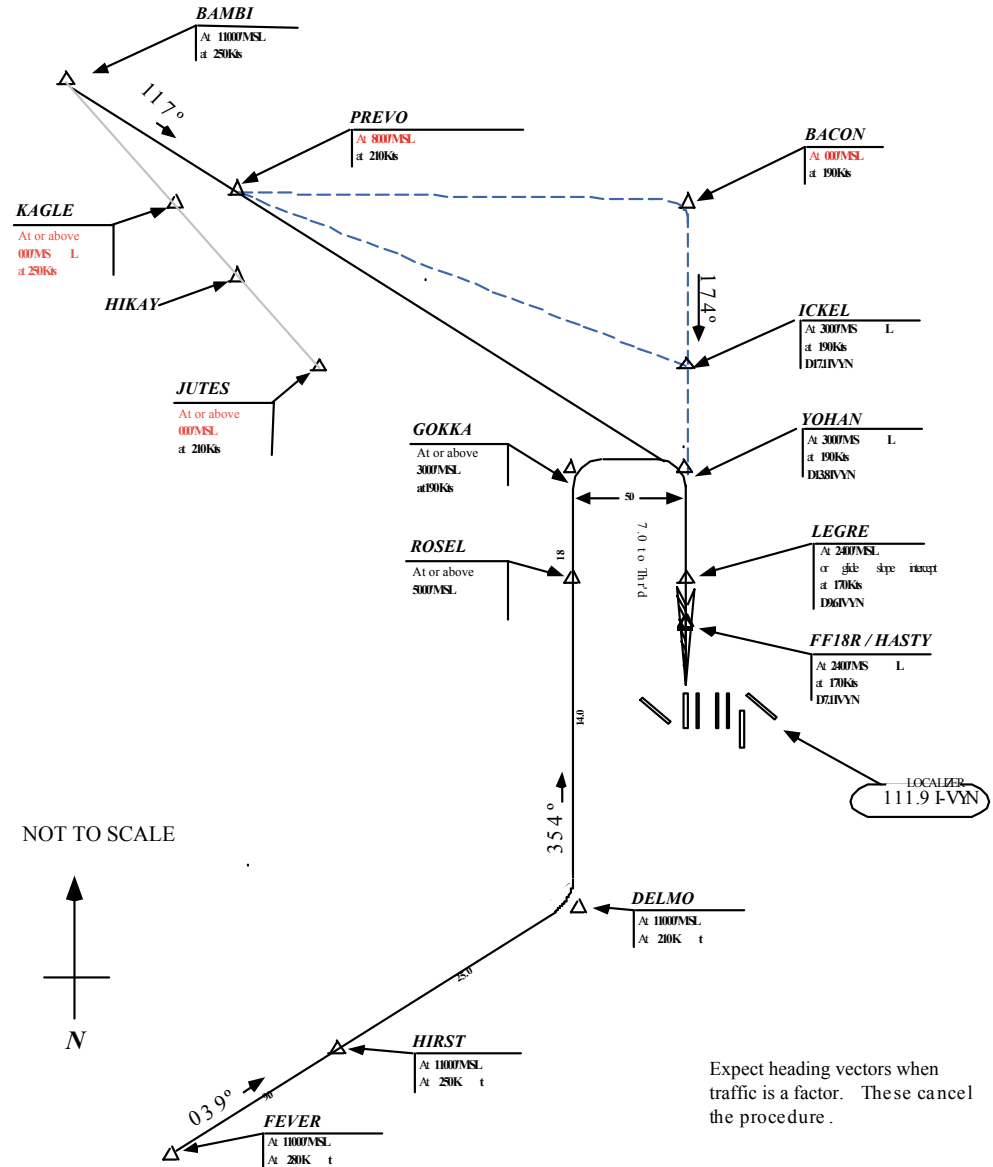 BAMBI
At 11000'MSL
at 250Kts
117°
PREVO
At 8000'MSL
at 210Kts
BACON
At 000'MSL
at 190Kts
KAGLE
At or above
000'MS L
at 250Kts
HIKAY
174°
ICKEL
At 3000'MS L
at 190Kts
D17.1IVYN
JUTES
At or above
000'MSL
at 210Kts
GOKKA
At or above
3000'MSL
at190Kts
YOHAN
At 3000'MS L
at 190Kts
D13.8IVYN
50
7.0 to Thrd
18
ROSEL
At or above
5000'MSL
LEGRE
At 2400'MSL
or glide slope intercept
at 170Kts
D9.6IVYN
FF18R / HASTY
At 2400'MS L
at 170Kts
D7.1IVYN
14.0
LOCALIZER
111.9 I-VYN
354°
NOT TO SCALE
N
DELMO
At 11000'MSL
At 210K t
25.0
HIRST
At 11000'MSL
At 250K t
039°
FEVER
At 11000'MSL
At 280K t
Expect heading vectors when
traffic is a factor. These cancel
the procedure .